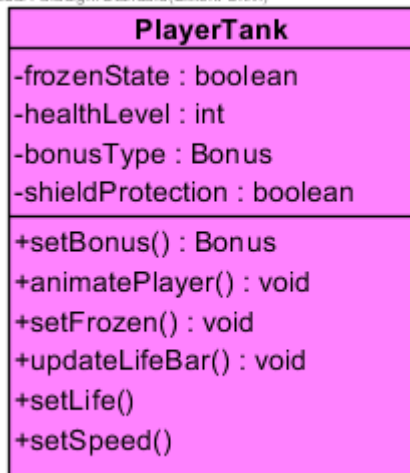 PlayerTank
-frozenState : boolean
-healthLevel : int
-bonusType : Bonus
-shieldProtection : boolean
+setBonus() : Bonus
+animatePlayer() : void
+setFrozen() : void
+updateLifeBar() : void
+setLife()
+setSpeed()